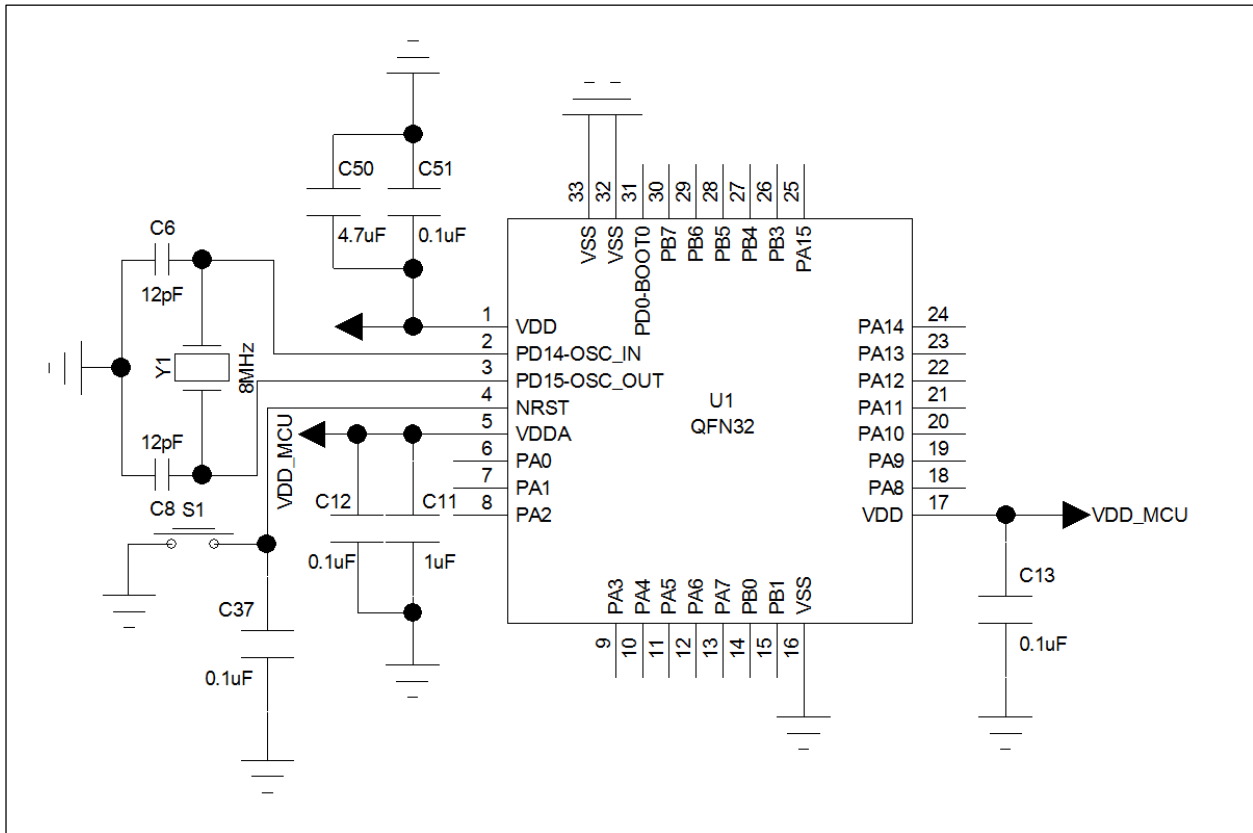 C50
C51
4.7uF
0.1uF
C6
12pF
Y1
8MHz
12pF
C8
S1
VDD_MCU
C12
C11
0.1uF
1uF
C37
0.1uF
33
32
31
30
29
28
27
26
25
VSS
VSS
PD0-BOOT0
PB7
PB6
PB5
PB4
PB3
PA15
1
VDD
2
PD14-OSC_IN
3
PD15-OSC_OUT
4
NRST
5
VDDA
6
PA0
7
PA1
8
PA2
U1
QFN32
PA14
24
PA13
23
PA12
22
PA11
21
PA10
20
PA9
19
PA8
18
VDD
17
VDD_MCU
C13
0.1uF
PA3
PA4
PA5
PA6
PA7
PB0
PB1
VSS
9
10
11
12
13
14
15
16